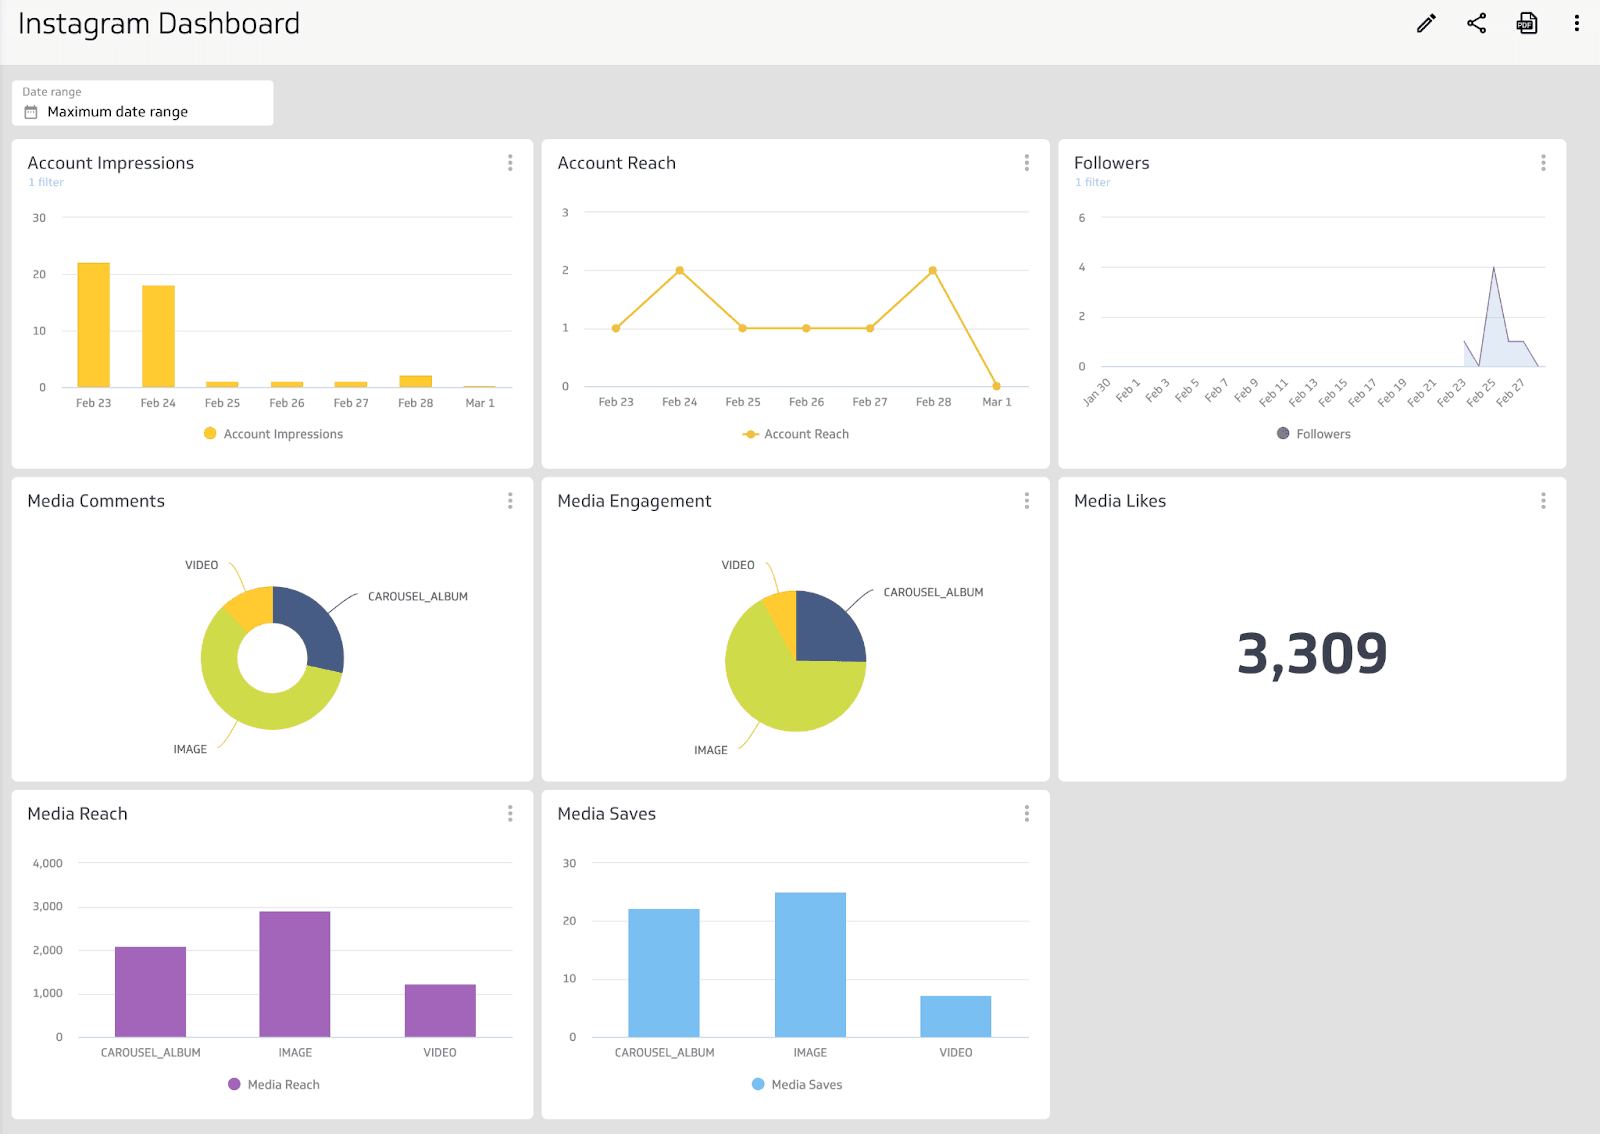 Instagram Dashboard
PDF
Date range
Maximum date range
Account Impressions
1 filter
30
20
10
0
Feb 23 Feb 24 Feb 25 Feb 26 Feb 27 Feb 28 Mar 1
Account Impressions
Account Reach
3
2
1
0
Feb 23 Feb 24 Feb 25 Feb 26 Feb 27 Feb 28 Mar 1
Account Reach
Followers
1 filter
6
4
2
0
Jan 30 Feb 1 Feb 3 Feb 5 Feb 7 Feb 9 Feb 11 Feb 13 Feb 15 Feb 17 Feb 19 Feb 21 Feb 23 Feb 25 Feb 27
Followers
Media Comments
VIDEO
CAROUSEL_ALBUM
IMAGE
Media Engagement
VIDEO
CAROUSEL_ALBUM
IMAGE
Media Likes
3,309
Media Reach
4,000
3,000
2,000
1,000
0
CAROUSEL_ALBUM IMAGE VIDEO
Media Reach
Media Saves
30
20
10
0
CAROUSEL_ALBUM IMAGE VIDEO
Media Saves